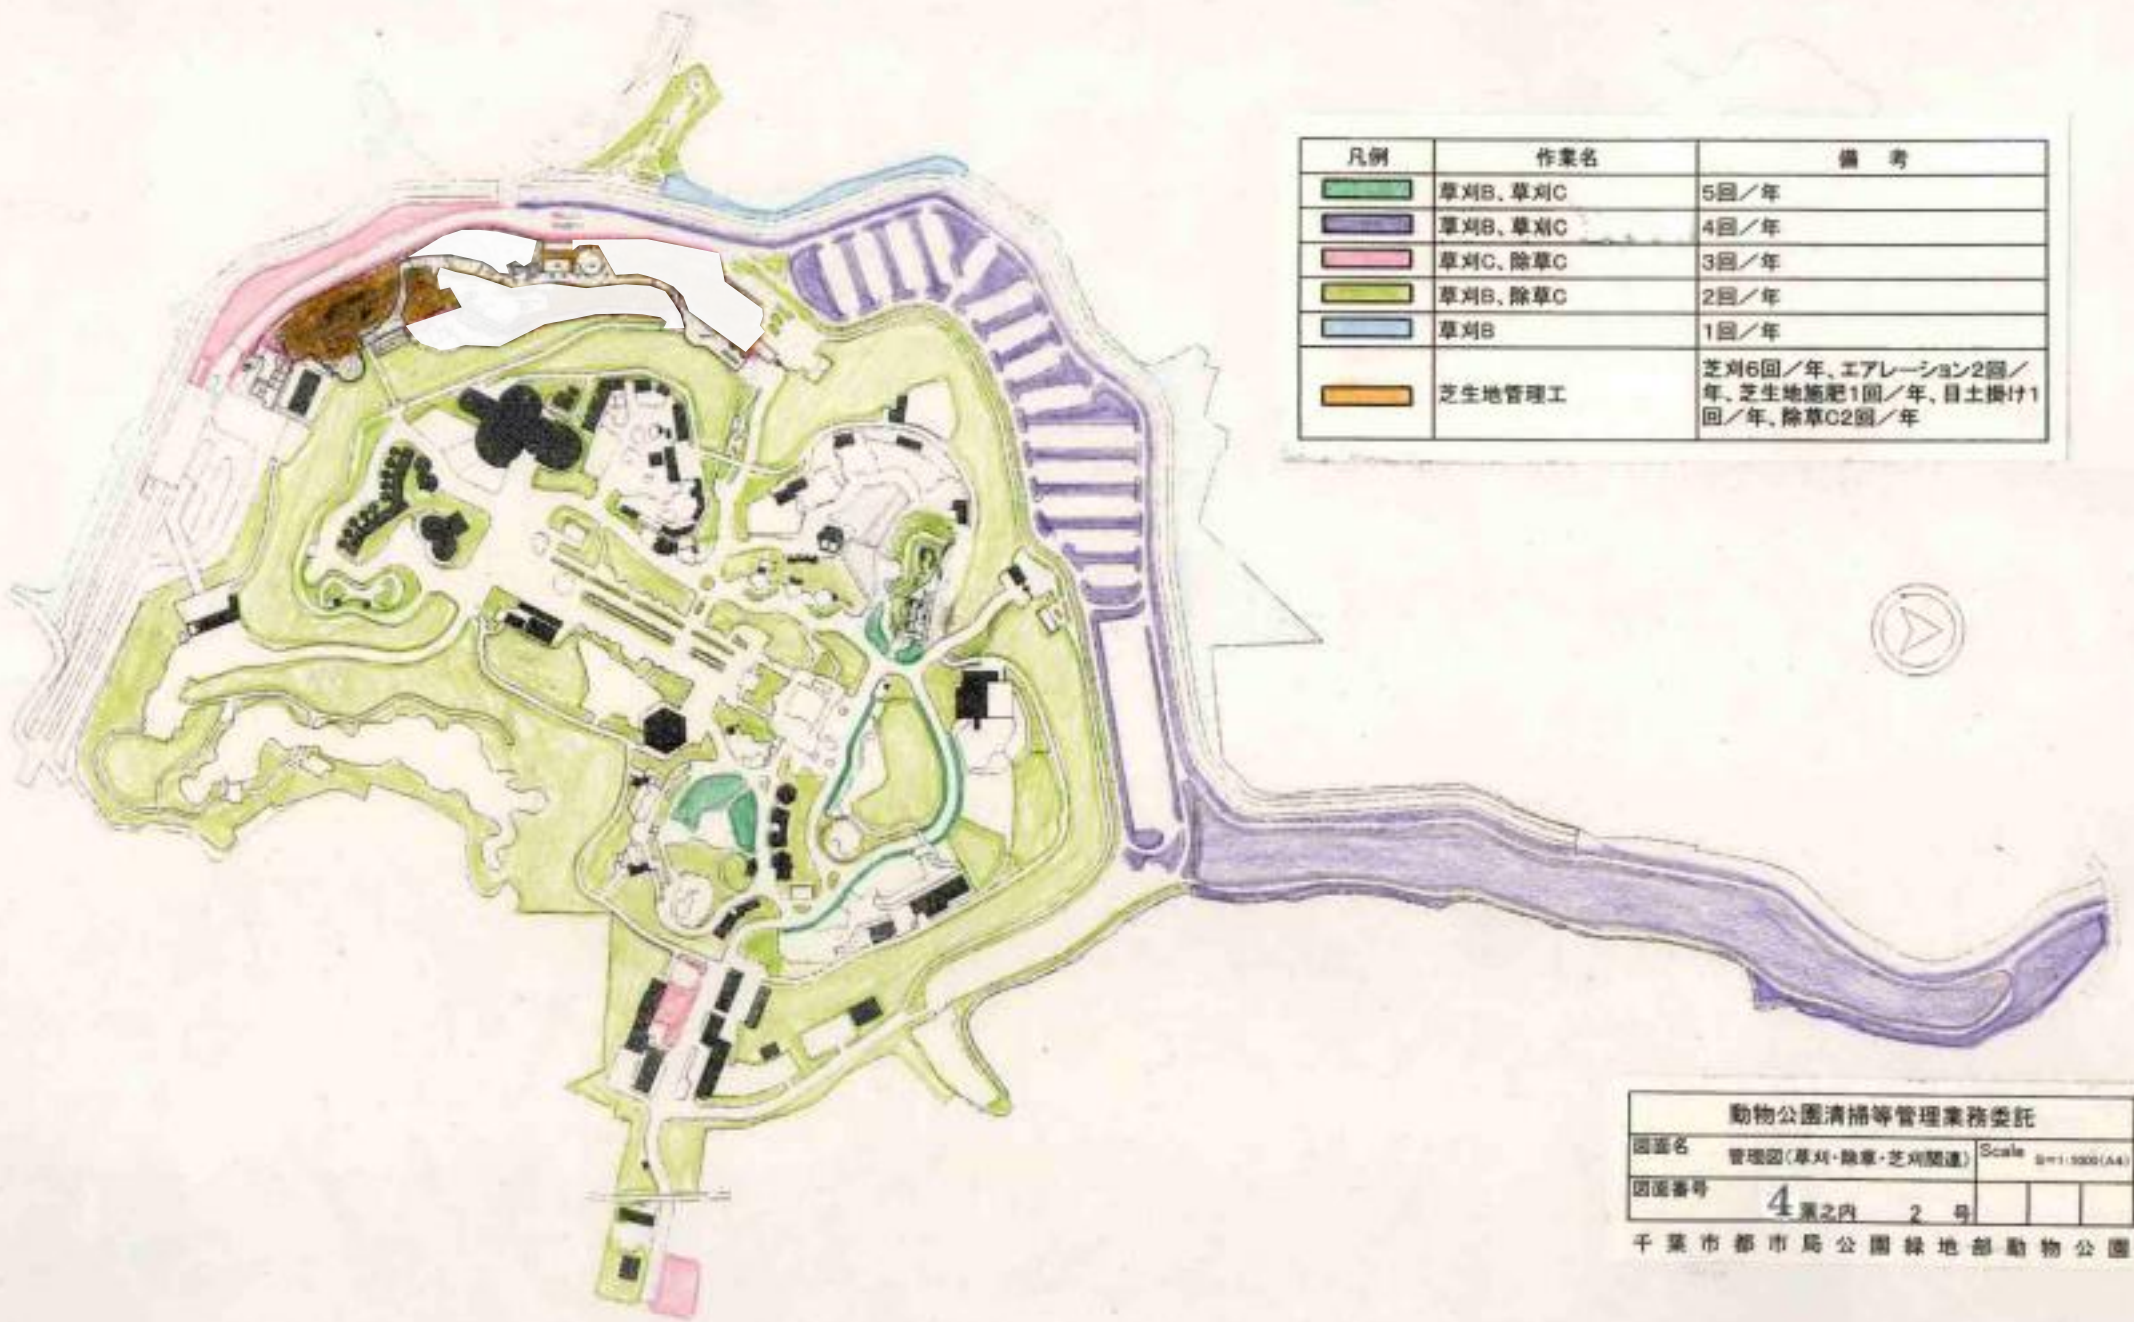 凡例 作業名 備 考
草刈B、草刈C 5回／年
草刈B、草刈C 4回／年
草刈C、除草C 3回／年
草刈B、除草C 2回／年
草刈B 1回／年
芝生地管理工 芝刈6回／年、エアレーション2回／
年、芝生地施肥1回／年、目土掛け1
回／年、除草C2回／年
動物公園清掃等管理業務委託
図面名 管理図(草刈・除草・芝刈関連) Scale
図面番号 4 葉之内 2 号
千葉市都市局公園緑地部動物公園